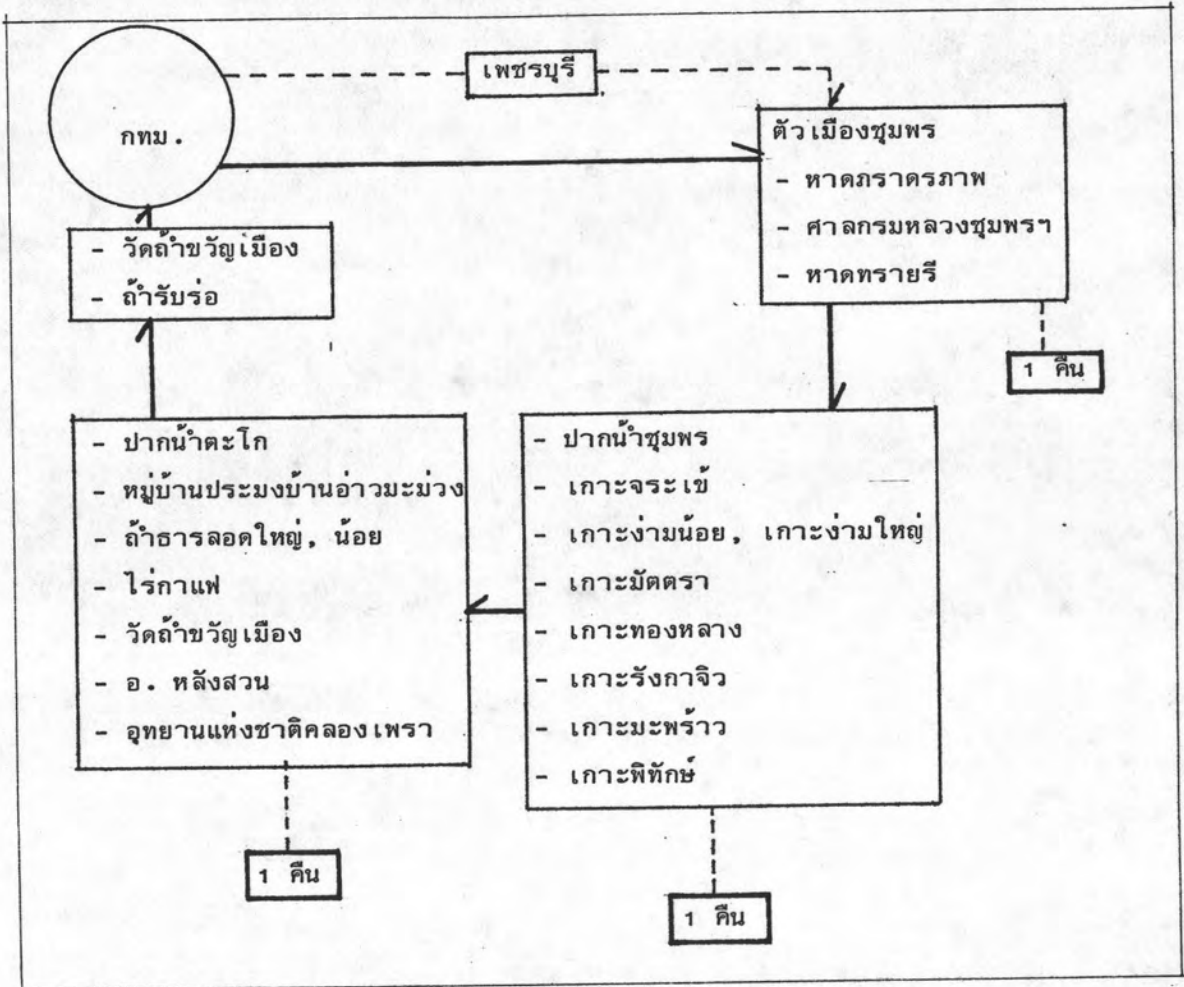 เพชรบุรี
กทม.
ตัวเมืองชุมพร
- หาดภราดรภาพ
- ศาลกรมหลวงชุมพรฯ
- หาดทรายรี
1 คืน
- ปากน้ำชุมพร
- เกาะจระเข้
- เกาะง่ามน้อย, เกาะง่ามใหญ่
- เกาะมัตตรา
- เกาะทองหลาง
- เกาะรังกาจิว
- เกาะมะพร้าว
- เกาะพิทักษ์
1 คืน
- ปากน้ำตะโก
- หมู่บ้านประมงบ้านอ่าวมะม่วง
- ถ้ำธารลอดใหญ่, น้อย
- ไร่กาแฟ
- วัดถ้ำขวัญเมือง
- อ. หลังสวน
- อุทยานแห่งชาติคลองเพรา
1 คืน
- วัดถ้ำขวัญเมือง
- ถ้ำรับร่อ